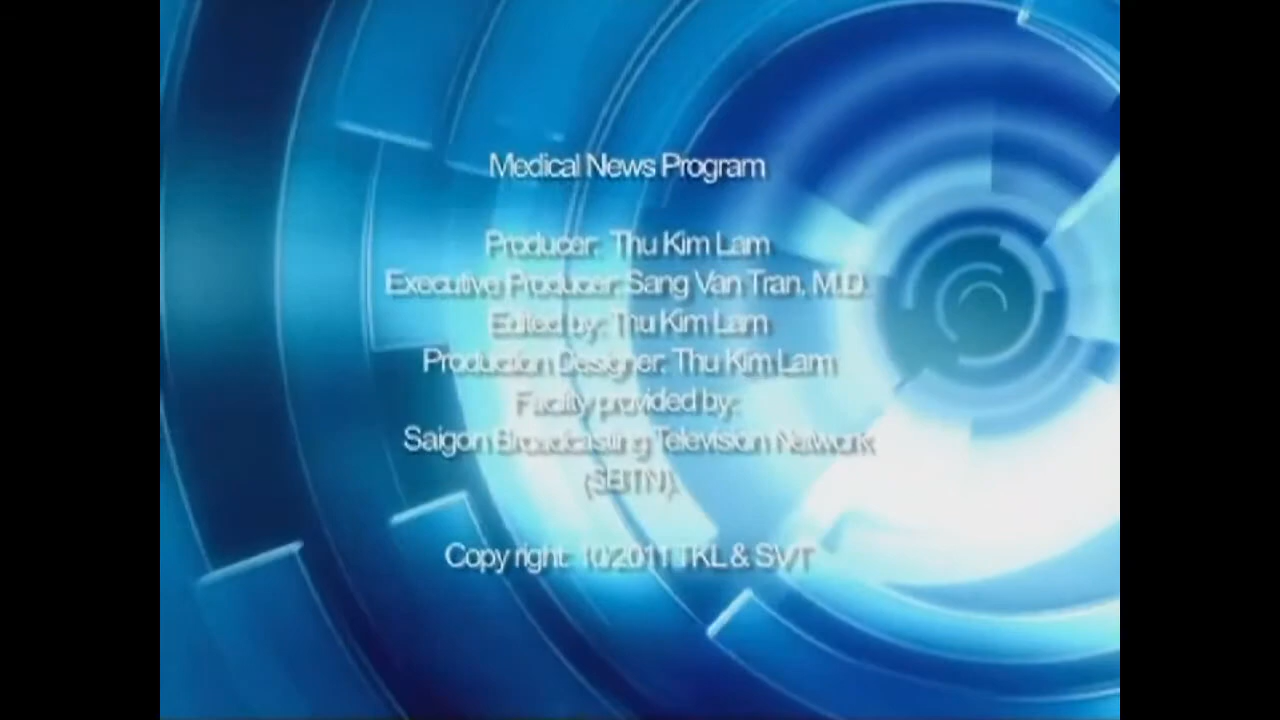 Medical News Program
Producer: Thu Kim Lam
Executive Producer: Sang Van Tran, M.D.
Edited by: Thu Kim Lam
Production Designer: Thu Kim Lam
Facility provided by:
Saigon Broadcasting Television Network
(SBTN).
Copy right: 10/2011 TKL & SVT